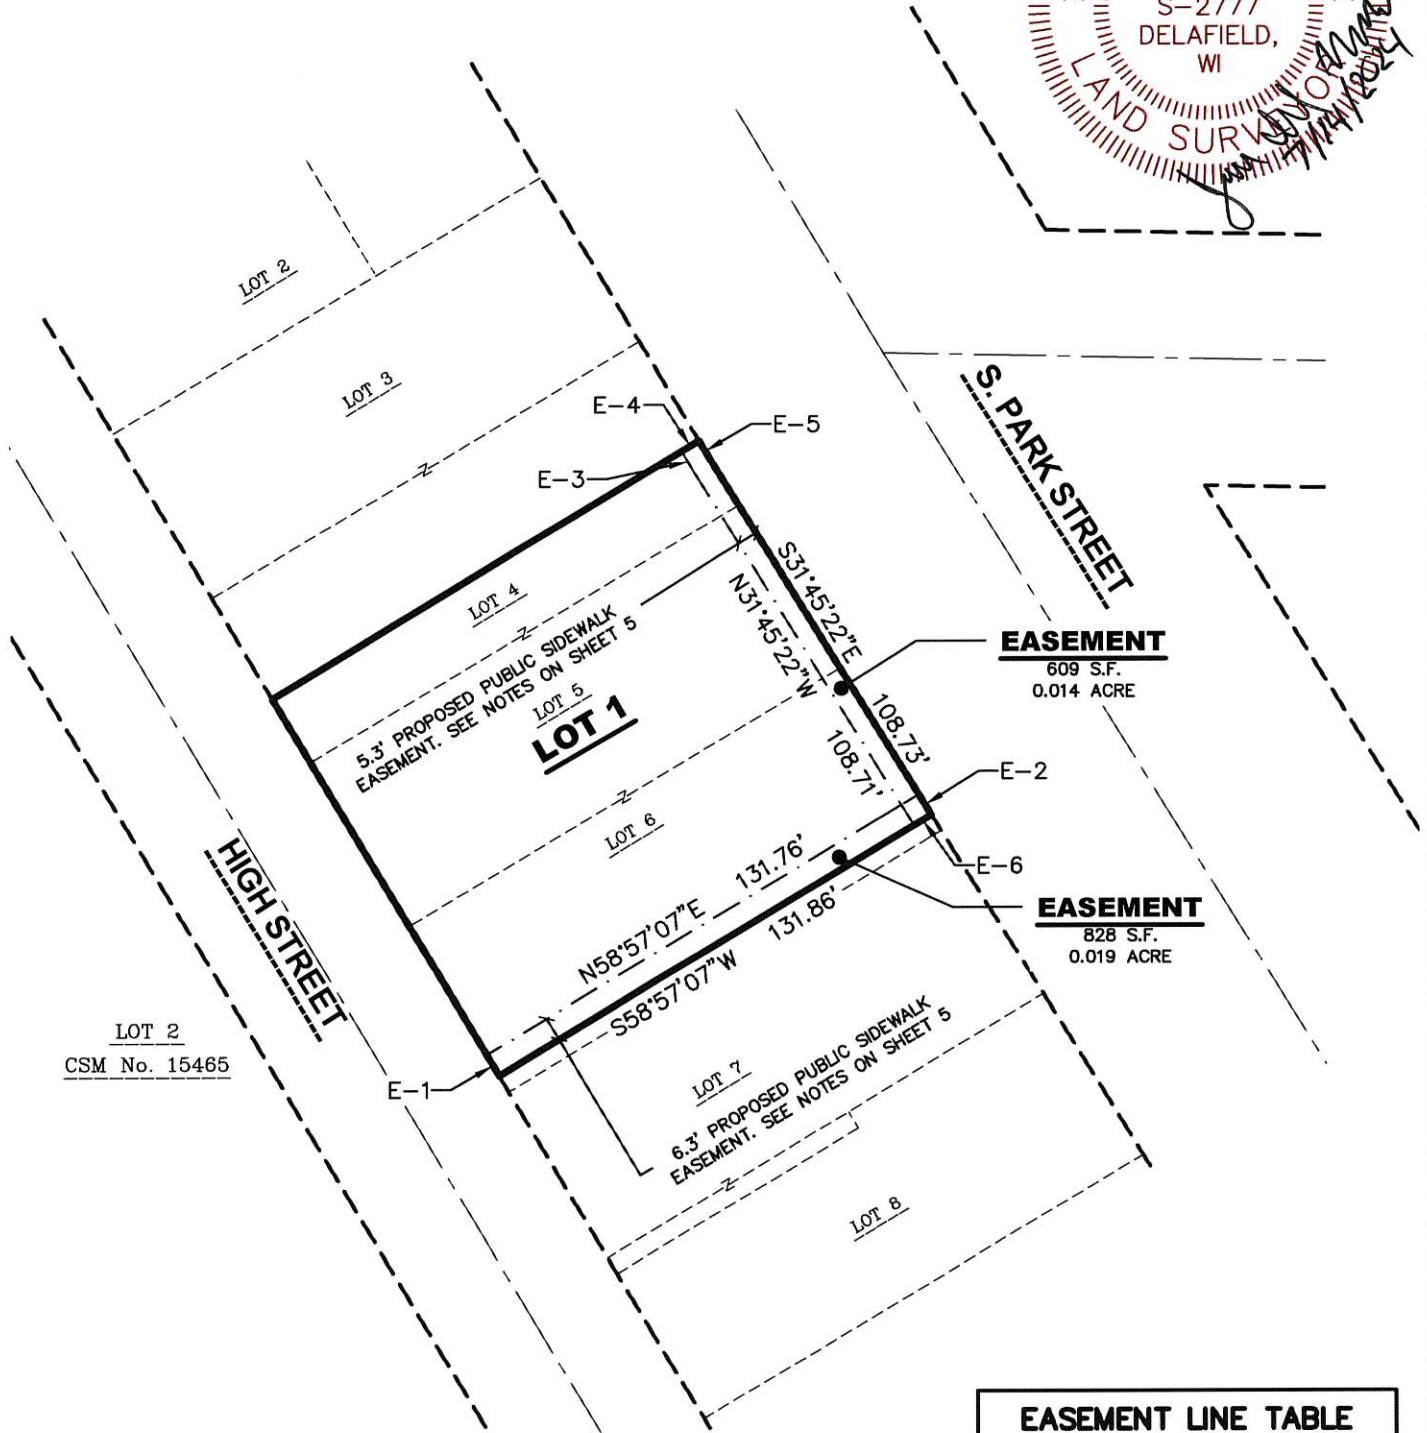 S-2777
DELAFIELD,
WI
LAND SURVEYOR
7/14/2024
LOT 2
LOT 3
E-4
E-5
E-3
S. PARK STREET
S31°45'22"E
108.73'
N31°45'22"W
108.71'
LOT 4
5.3' PROPOSED PUBLIC SIDEWALK
EASEMENT. SEE NOTES ON SHEET 5
LOT 5
LOT 1
EASEMENT
609 S.F.
0.014 ACRE
E-2
LOT 6
E-6
EASEMENT
828 S.F.
0.019 ACRE
N58°57'07"E 131.76'
S58°57'07"W 131.86'
HIGH STREET
LOT 2
CSM No. 15465
E-1
LOT 7
6.3' PROPOSED PUBLIC SIDEWALK
EASEMENT. SEE NOTES ON SHEET 5
LOT 8
EASEMENT LINE TABLE